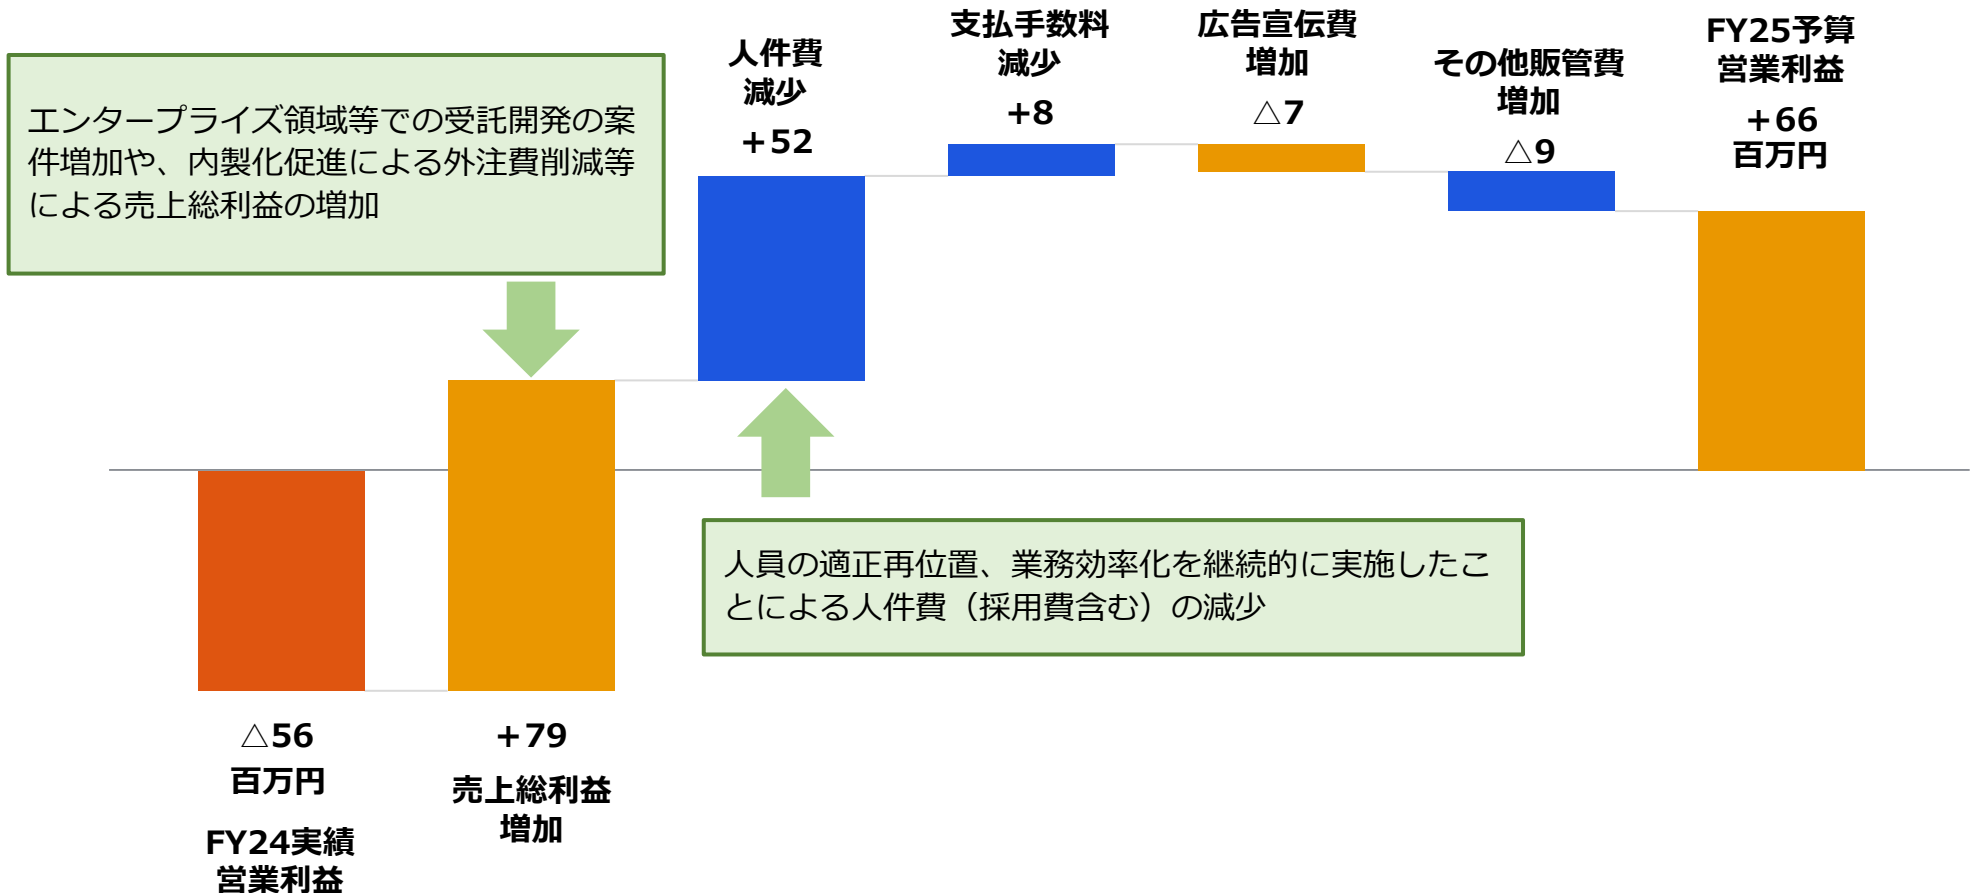 エンタープライズ領域等での受託開発の案
件増加や、内製化促進による外注費削減等
による売上総利益の増加
人件費
減少
+52
支払手数料
減少
+8
広告宣伝費
増加
△7
その他販管費
増加
△9
FY25予算
営業利益
+66
百万円
人員の適正再位置、業務効率化を継続的に実施したこ
とによる人件費（採用費含む）の減少
△56
百万円
FY24実績
営業利益
+79
売上総利益
増加